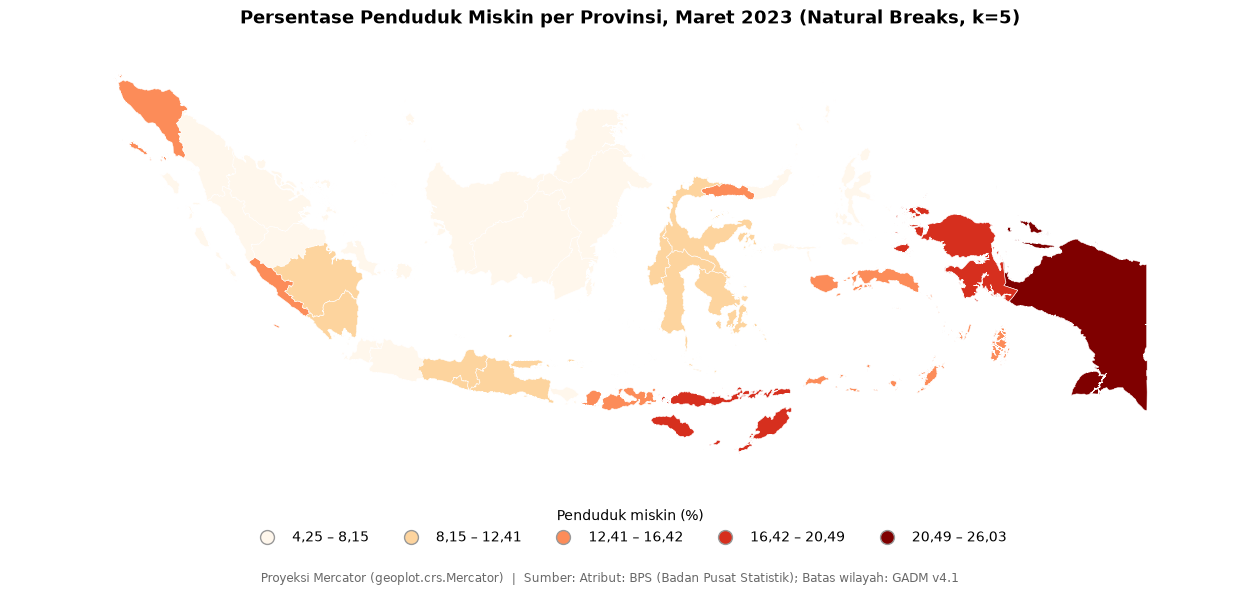 Persentase Penduduk Miskin per Provinsi, Maret 2023 (Natural Breaks, k=5)
Penduduk miskin (%)
4,25 – 8,15
8,15 – 12,41
12,41 – 16,42
16,42 – 20,49
20,49 – 26,03
Proyeksi Mercator (geoplot.crs.Mercator)  |  Sumber: Atribut: BPS (Badan Pusat Statistik); Batas wilayah: GADM v4.1